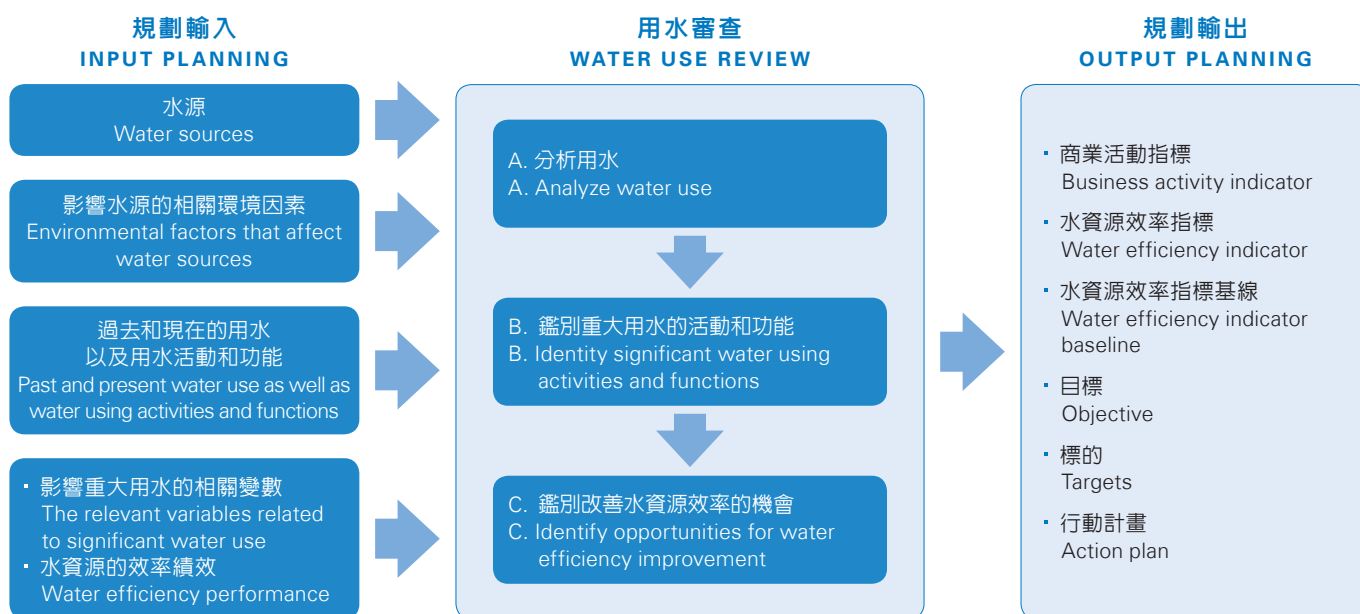 規劃輸入
INPUT PLANNING
水源
Water sources
影響水源的相關環境因素
Environmental factors that affect
water sources
過去和現在的用水
以及用水活動和功能
Past and present water use as well as
water using activities and functions
・影響重大用水的相關變數
The relevant variables related
to significant water use
・水資源的效率績效
Water efficiency performance
用水審查
WATER USE REVIEW
A. 分析用水
A. Analyze water use
B. 鑑別重大用水的活動和功能
B. Identity significant water using
activities and functions
C. 鑑別改善水資源效率的機會
C. Identify opportunities for water
efficiency improvement
規劃輸出
OUTPUT PLANNING
・商業活動指標
Business activity indicator
・水資源效率指標
Water efficiency indicator
・水資源效率指標基線
Water efficiency indicator
baseline
・目標
Objective
・標的
Targets
・行動計畫
Action plan